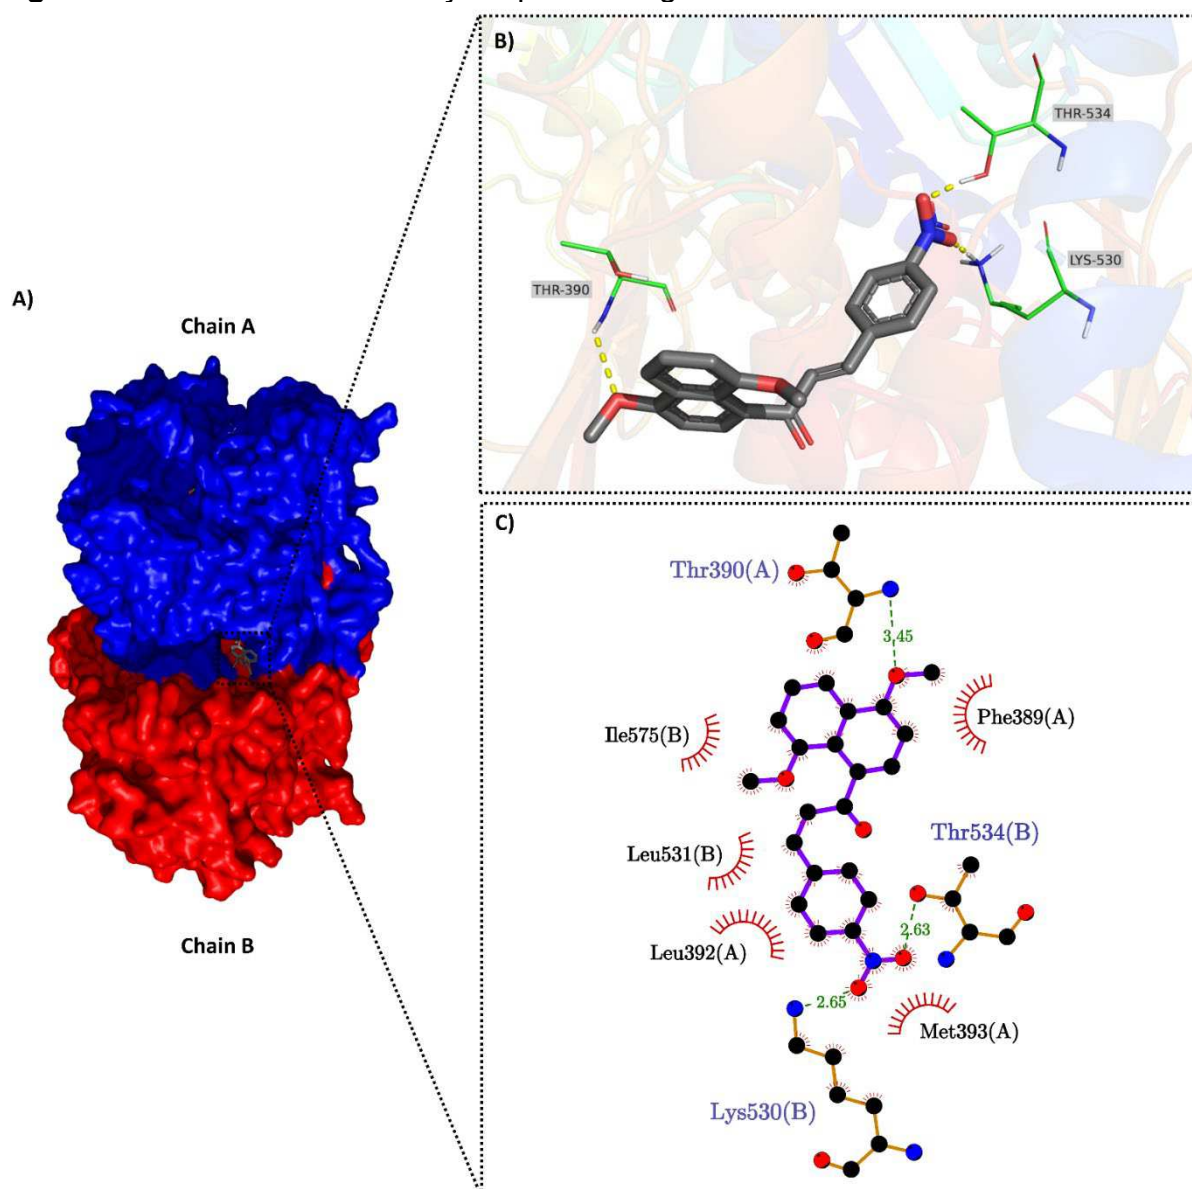 A)
Chain A
Chain B
B)
THR-534
LYS-530
THR-390
C)
Thr390(A)
3.45
Phe389(A)
Ile575(B)
Thr534(B)
Leu531(B)
2.63
Leu392(A)
2.65
Met393(A)
Lys530(B)